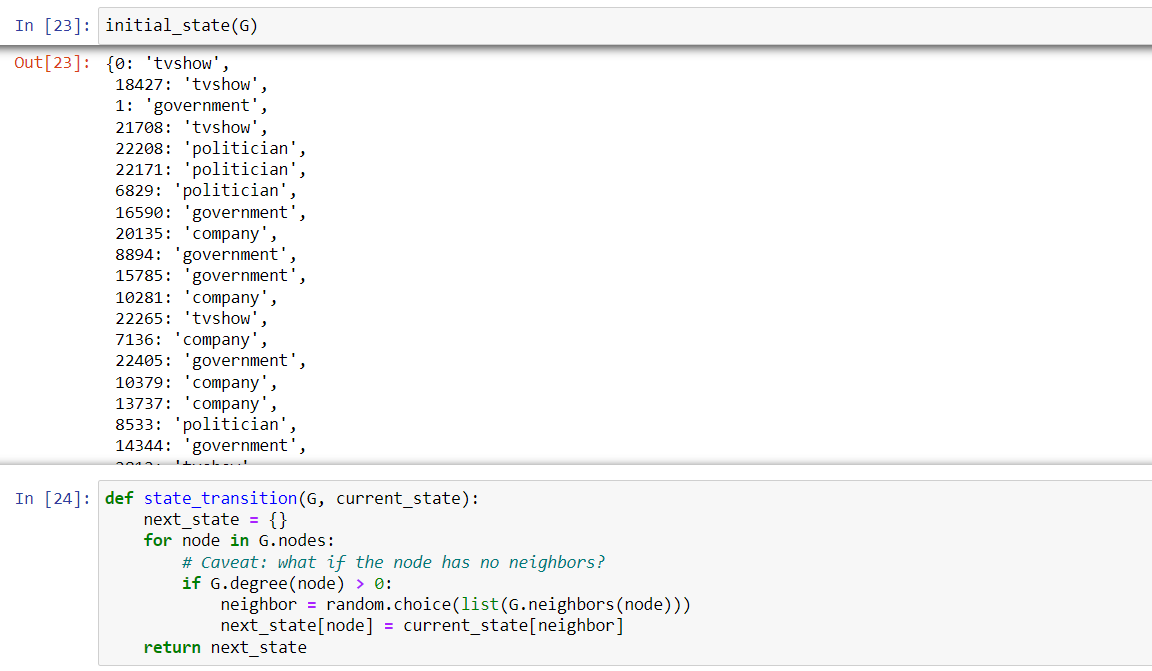 In [23]: initial_state(G)
Out[23]: {0: 'tvshow',
 18427: 'tvshow',
 1: 'government',
 21708: 'tvshow',
 22208: 'politician',
 22171: 'politician',
 6829: 'politician',
 16590: 'government',
 20135: 'company',
 8894: 'government',
 15785: 'government',
 10281: 'company',
 22265: 'tvshow',
 7136: 'company',
 22405: 'government',
 10379: 'company',
 13737: 'company',
 8533: 'politician',
 14344: 'government',
In [24]: def state_transition(G, current_state):
    next_state = {}
    for node in G.nodes:
        # Caveat: what if the node has no neighbors?
        if G.degree(node) > 0:
            neighbor = random.choice(list(G.neighbors(node)))
            next_state[node] = current_state[neighbor]
    return next_state